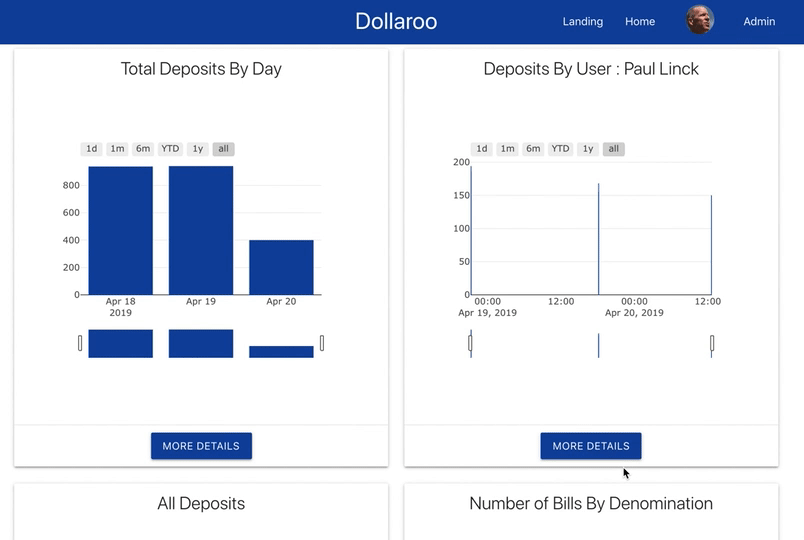 Dollaroo
Landing Home Admin
Total Deposits By Day
1d 1m 6m YTD 1y all
800
600
400
200
0
Apr 18 Apr 19 Apr 20
2019
MORE DETAILS
Deposits By User : Paul Linck
1d 1m 6m YTD 1y all
200
150
100
50
0
00:00 12:00 00:00 12:00
Apr 19, 2019 Apr 20, 2019
MORE DETAILS
All Deposits
Number of Bills By Denomination